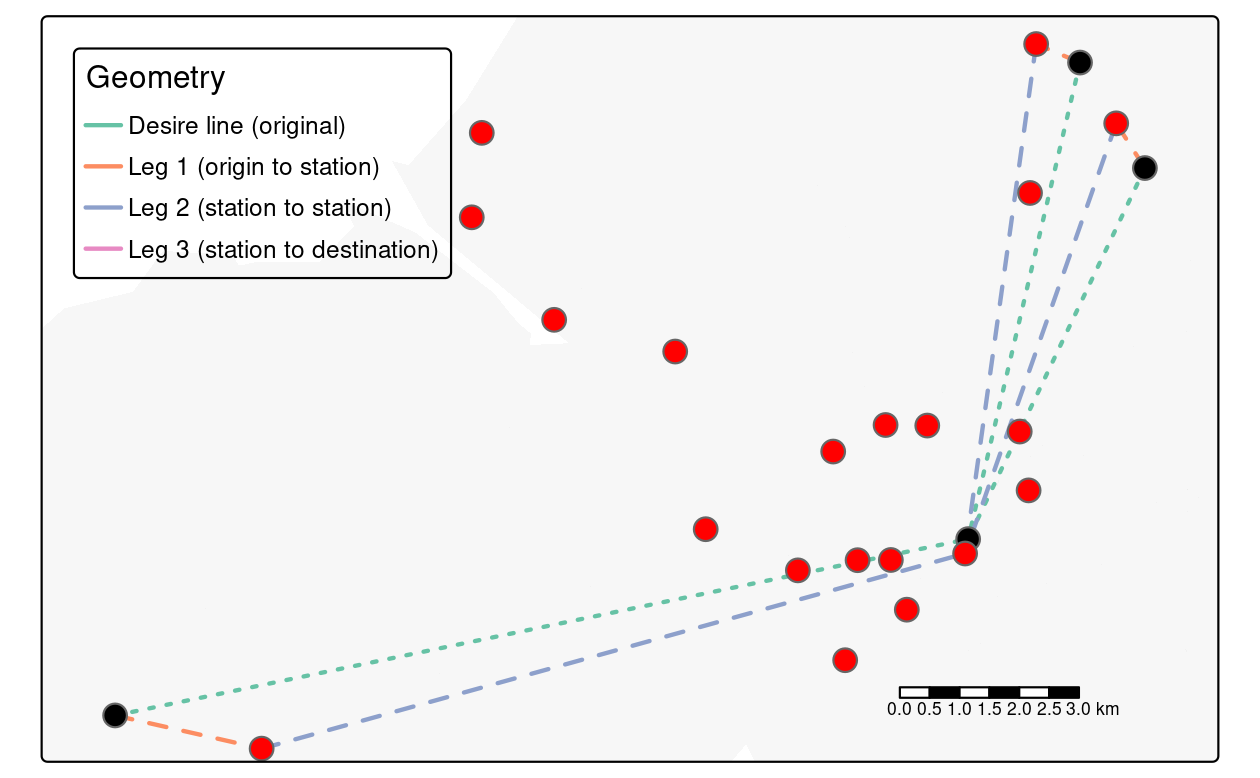 Geometry
Desire line (original)
Leg 1 (origin to station)
Leg 2 (station to station)
Leg 3 (station to destination)
0.0 0.5 1.0 1.5 2.0 2.5 3.0 km